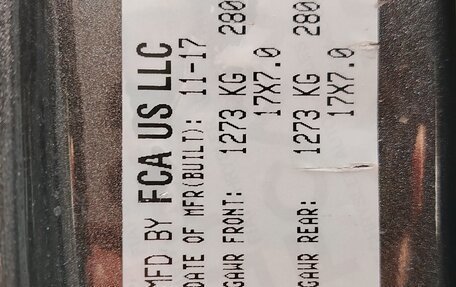 MFD BY FCA US LLC
DATE OF MFR(BUILT): 11-17
GAWR FRONT: 1273 KG 280
17X7.0
GAWR REAR: 1273 KG 280
17X7.0